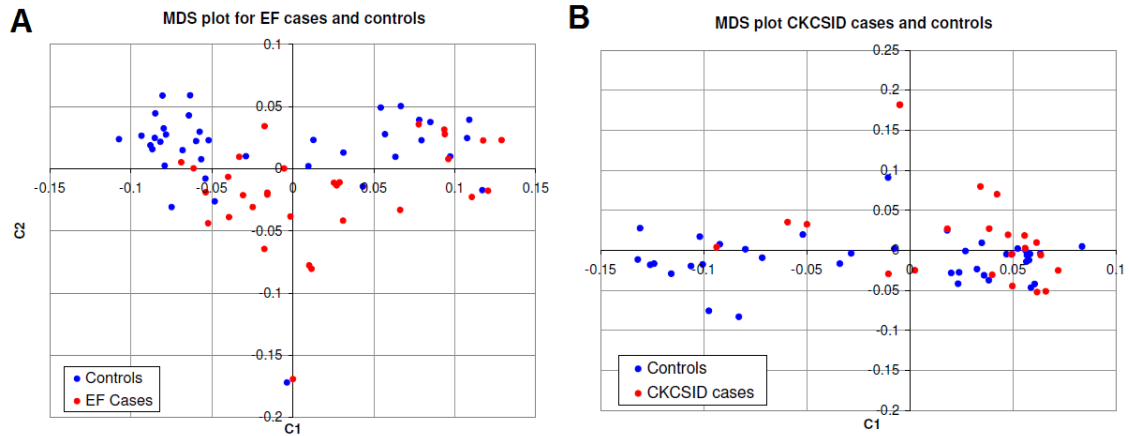 A
MDS plot for EF cases and controls
0.1
0.05
0
-0.15
-0.1
-0.05
0
0.05
0.1
0.15
-0.05
-0.1
-0.15
-0.2
C2
C1
Controls
EF Cases
B
MDS plot CKCSID cases and controls
0.25
0.2
0.15
0.1
0.05
0
-0.15
-0.1
-0.05
0
0.05
0.1
-0.05
-0.1
-0.15
-0.2
C1
Controls
CKCSID cases